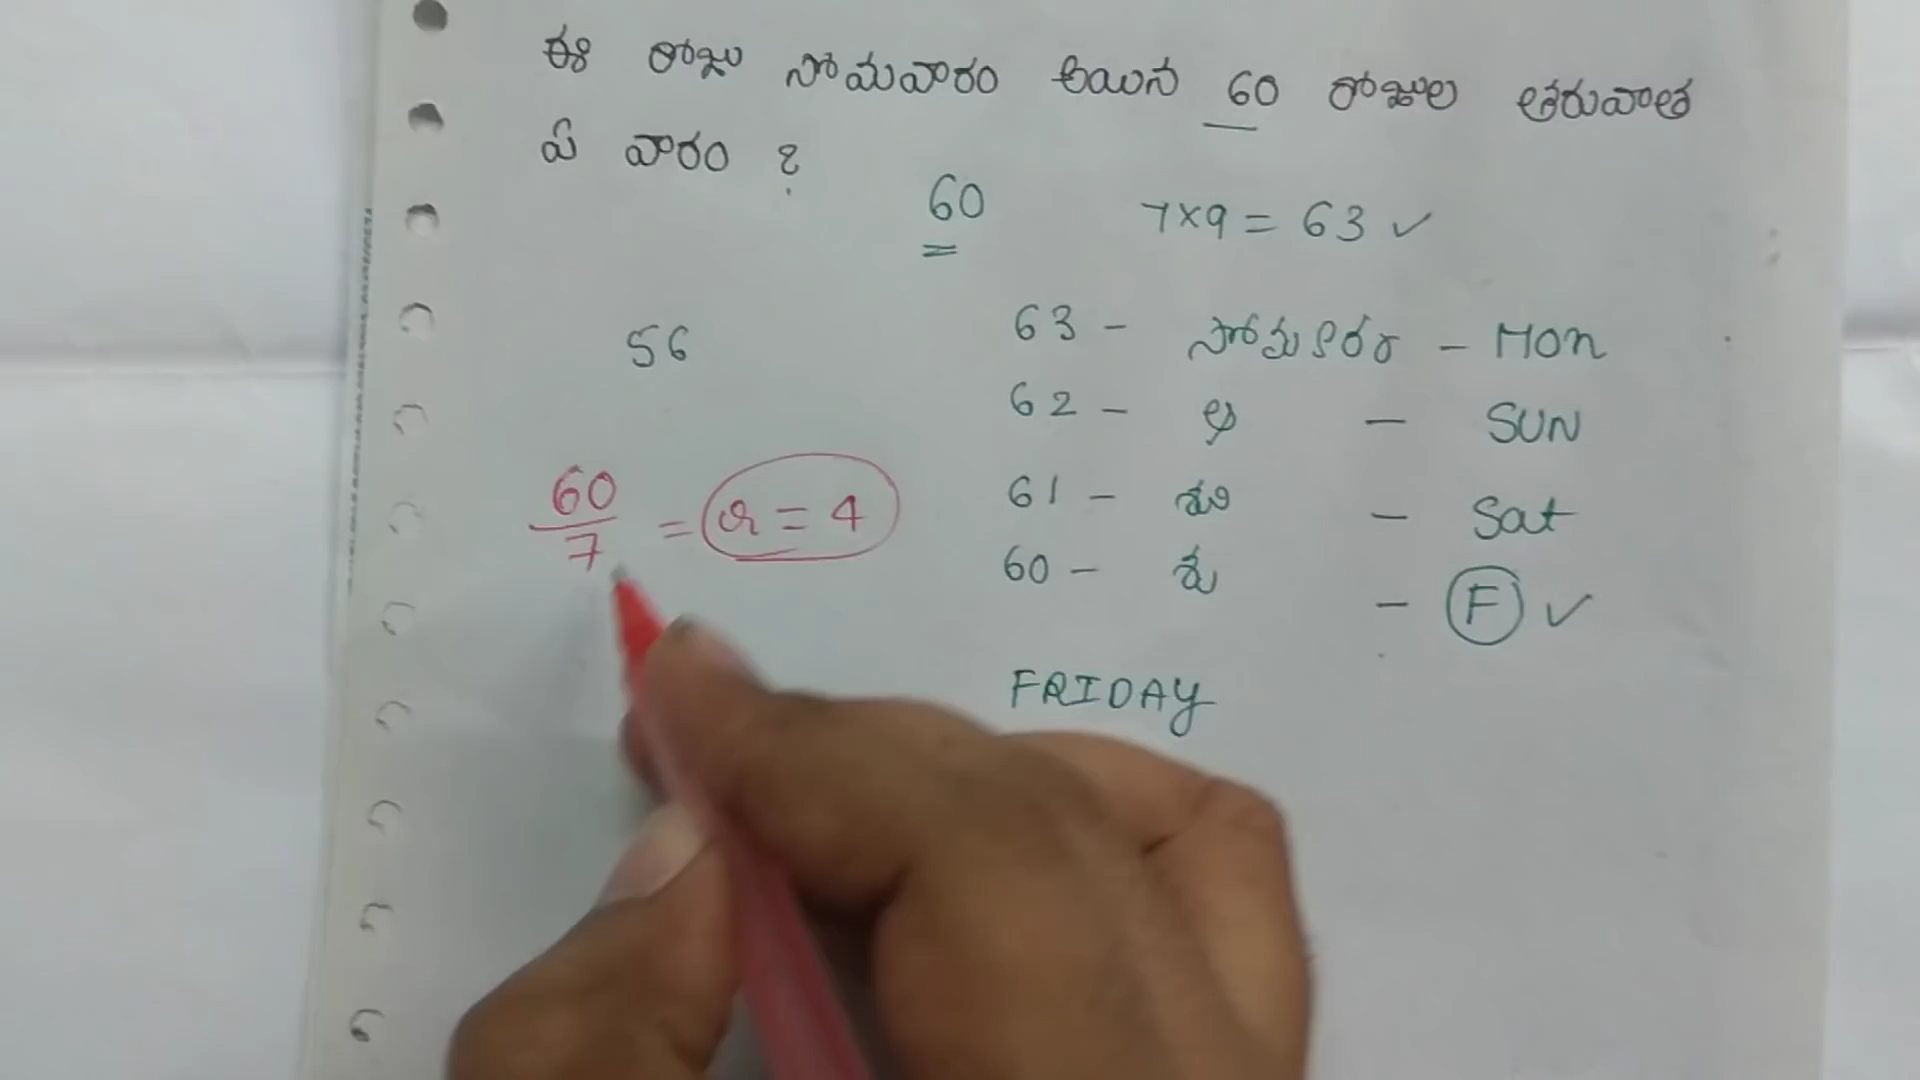 ఈ రోజు సోమవారం అయిన 60 రోజుల తరువాత
ఏ వారం ?
60
7×9 = 63 ✓
56
63 - సోమవారం - Mon
62 - ఆ - SUN
61 - శని - Sat
60 - శు - F ✓
60/7 = r = 4
FRIDAY